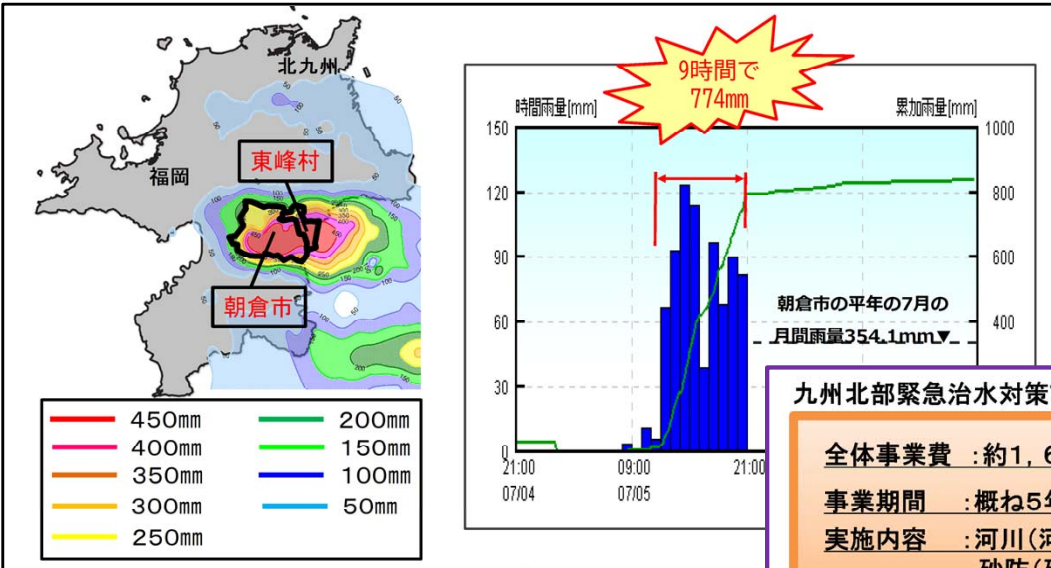 北九州
福岡
東峰村
朝倉市
450mm
400mm
350mm
300mm
250mm
200mm
150mm
100mm
50mm
9時間で
774mm
時間雨量[mm]
累加雨量[mm]
150
120
90
60
30
0
1000
800
600
400
朝倉市の平年の7月の
月間雨量354.1mm▼
21:00
07/04
09:00
07/05
21:00
九州北部緊急治水対策
全体事業費 :約1,6
事業期間 :概ね5年
実施内容 :河川(河
砂防(砂